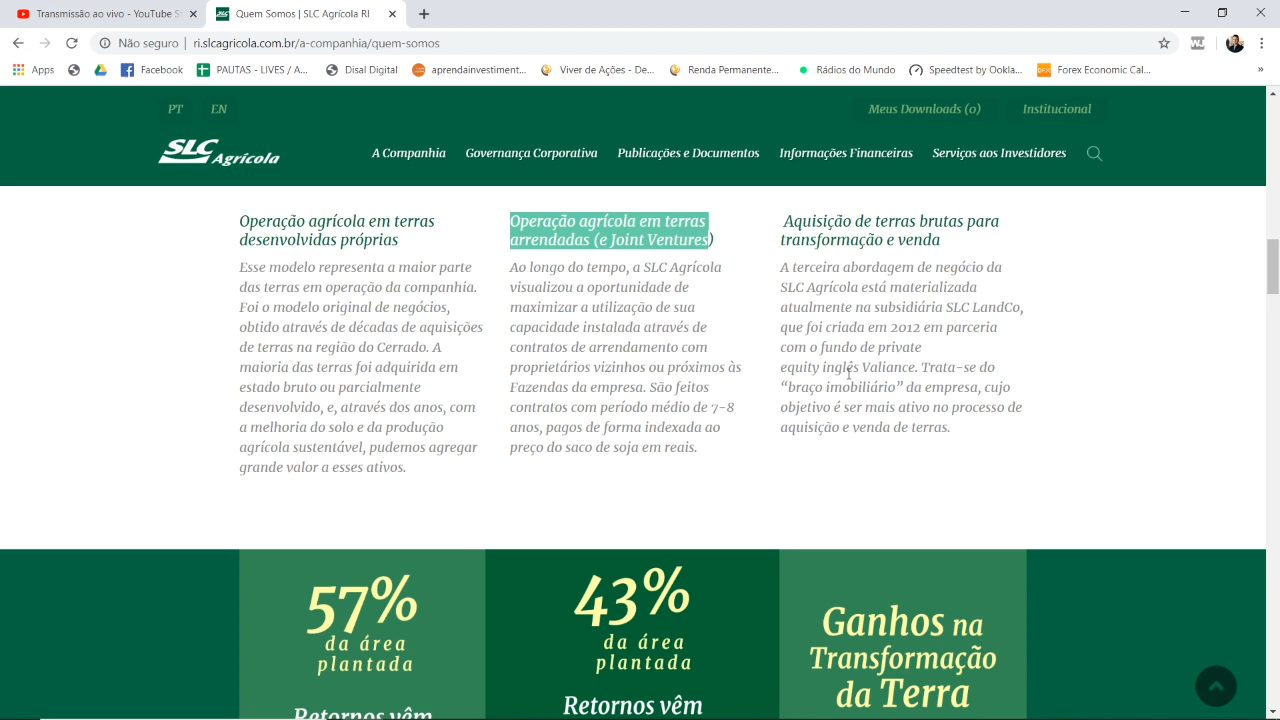 Transmissão ao vivo - YouTube
Quem Somos | SLC Agrícola RI
Não seguro | ri.slcagricola.com.br/a-companhia/quem-somos
Apps
Facebook
PAUTAS - LIVES / A...
Disal Digital
aprendainvestiment...
Viver de Ações - De...
Renda Permanente...
Rádios do Mundo
Speedtest by Ookla...
Forex Economic Cal...
»
PT
EN
Meus Downloads (0)
Institucional
SLC Agrícola
A Companhia
Governança Corporativa
Publicações e Documentos
Informações Financeiras
Serviços aos Investidores
Operação agrícola em terras
desenvolvidas próprias
Esse modelo representa a maior parte
das terras em operação da companhia.
Foi o modelo original de negócios,
obtido através de décadas de aquisições
de terras na região do Cerrado. A
maioria das terras foi adquirida em
estado bruto ou parcialmente
desenvolvido, e, através dos anos, com
a melhoria do solo e da produção
agrícola sustentável, pudemos agregar
grande valor a esses ativos.
Operação agrícola em terras
arrendadas (e Joint Ventures)
Ao longo do tempo, a SLC Agrícola
visualizou a oportunidade de
maximizar a utilização de sua
capacidade instalada através de
contratos de arrendamento com
proprietários vizinhos ou próximos às
Fazendas da empresa. São feitos
contratos com período médio de 7-8
anos, pagos de forma indexada ao
preço do saco de soja em reais.
Aquisição de terras brutas para
transformação e venda
A terceira abordagem de negócio da
SLC Agrícola está materializada
atualmente na subsidiária SLC LandCo,
que foi criada em 2012 em parceria
com o fundo de private
equity inglês Valiance. Trata-se do
“braço imobiliário” da empresa, cujo
objetivo é ser mais ativo no processo de
aquisição e venda de terras.
57%
da área
plantada
Retornos vêm
43%
da área
plantada
Retornos vêm
Ganhos na
Transformação
da Terra